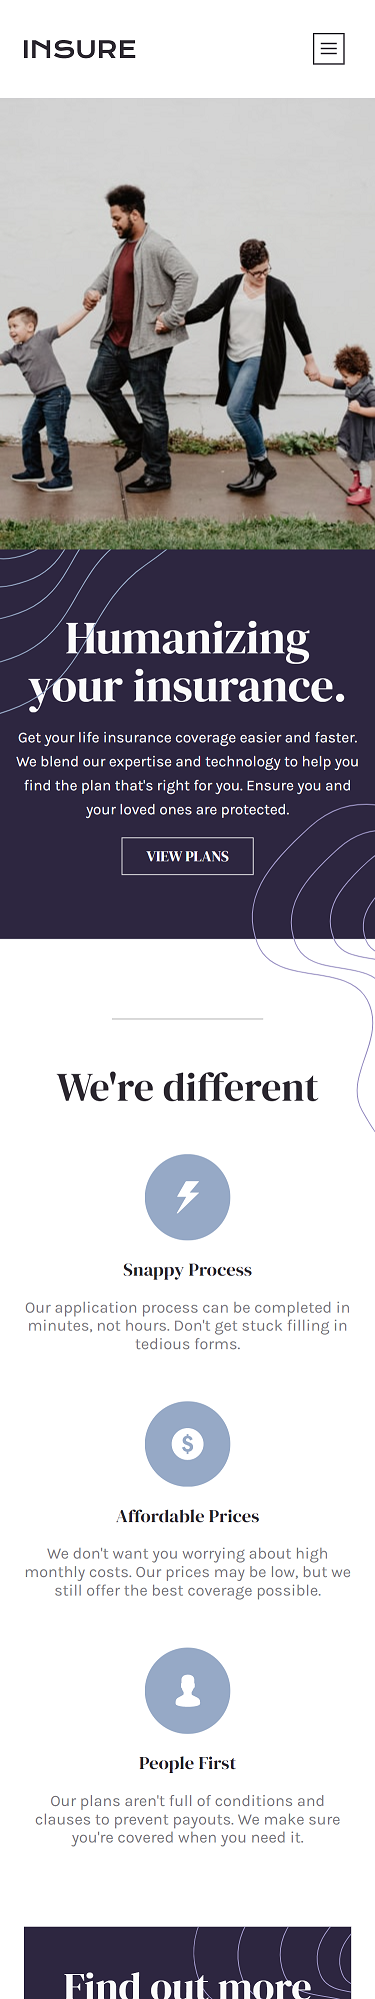 INSURE
Humanizing
your insurance.
Get your life insurance coverage easier and faster.
We blend our expertise and technology to help you
find the plan that's right for you. Ensure you and
your loved ones are protected.
VIEW PLANS
We're different
Snappy Process
Our application process can be completed in
minutes, not hours. Don't get stuck filling in
tedious forms.
Affordable Prices
We don't want you worrying about high
monthly costs. Our prices may be low, but we
still offer the best coverage possible.
People First
Our plans aren't full of conditions and
clauses to prevent payouts. We make sure
you're covered when you need it.
Find out more